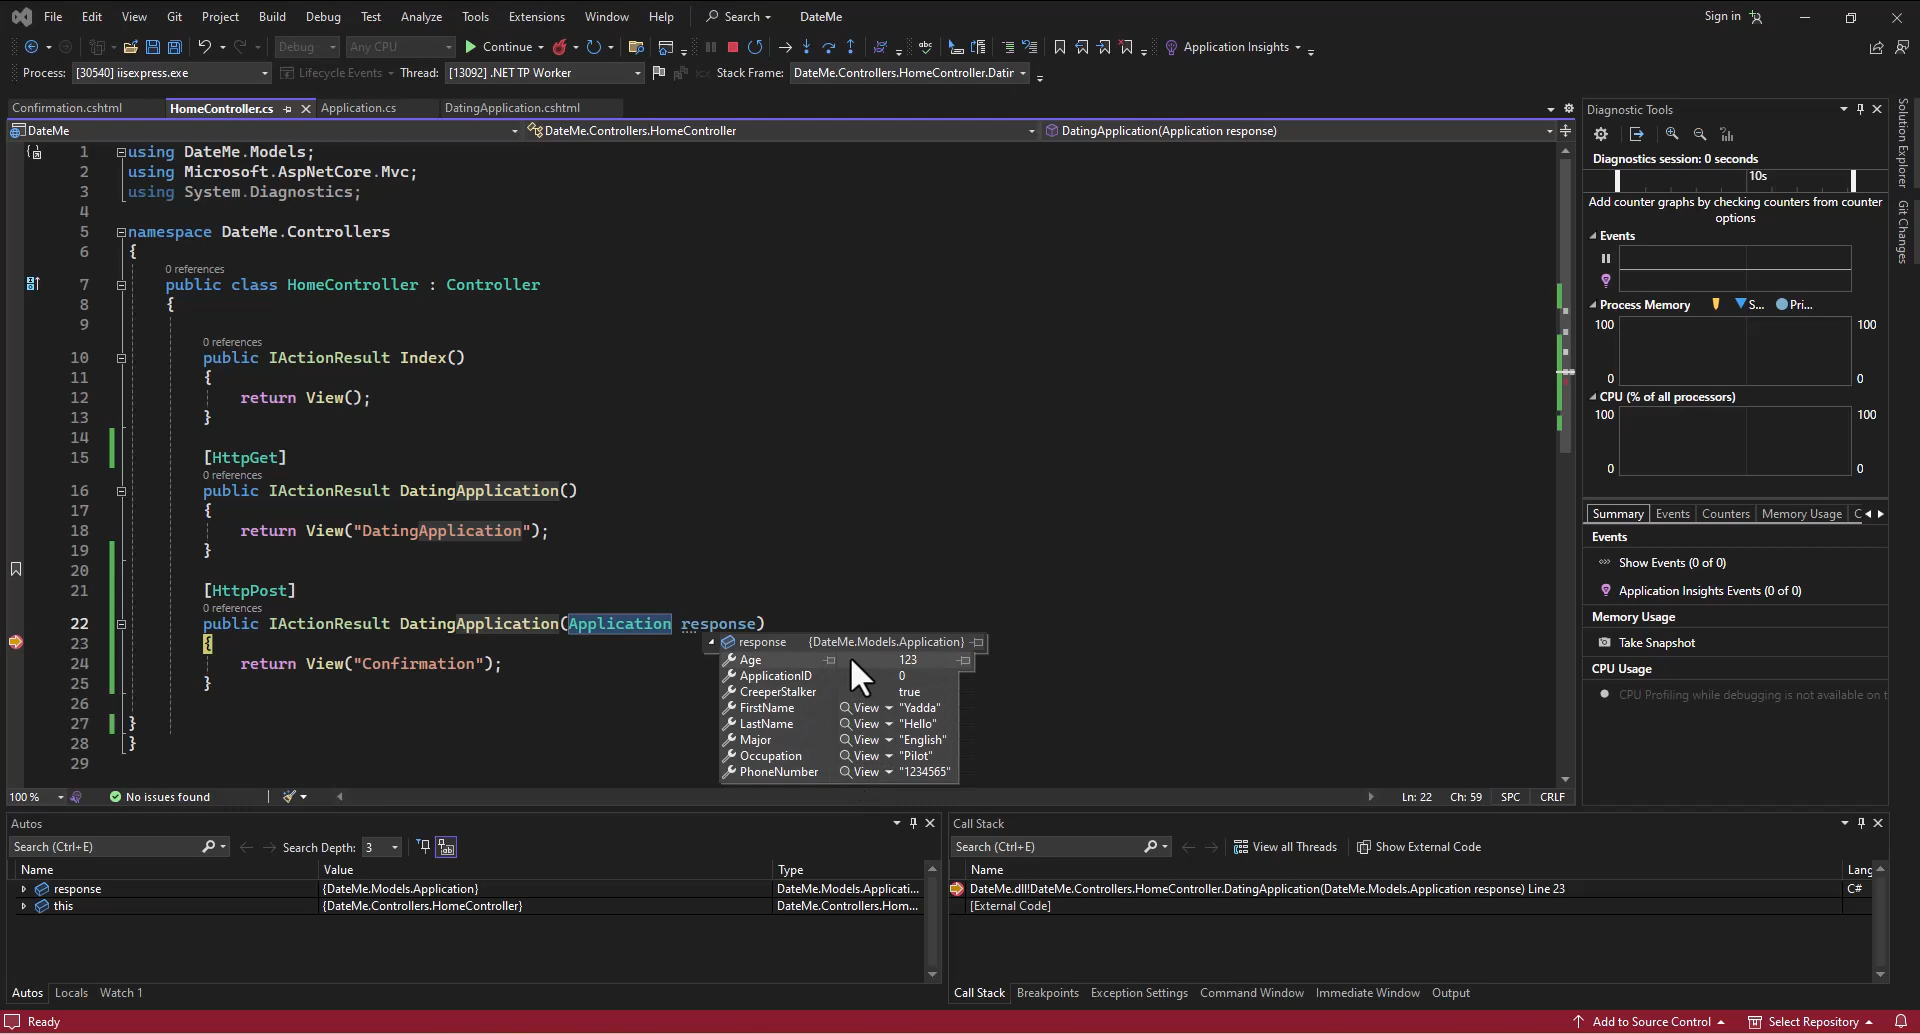 File Edit View Git Project Build Debug Test Analyze Tools Extensions Window Help Search DateMe Sign in
Debug Any CPU Continue Application Insights
Process: [30540] iisexpress.exe Lifecycle Events Thread: [13092] .NET TP Worker Stack Frame: DateMe.Controllers.HomeController.Datin
Confirmation.cshtml HomeController.cs Application.cs DatingApplication.cshtml
DateMe DateMe.Controllers.HomeController DatingApplication(Application response)
1 using DateMe.Models;
2 using Microsoft.AspNetCore.Mvc;
3 using System.Diagnostics;
4
5 namespace DateMe.Controllers
6 {
0 references
7 public class HomeController : Controller
8 {
9
0 references
10 public IActionResult Index()
11 {
12 return View();
13 }
14
15 [HttpGet]
0 references
16 public IActionResult DatingApplication()
17 {
18 return View("DatingApplication");
19 }
20
21 [HttpPost]
0 references
22 public IActionResult DatingApplication(Application response)
23 {
24 return View("Confirmation");
25 }
26
27 }
28 }
29
response {DateMe.Models.Application}
Age 123
ApplicationID 0
CreeperStalker true
FirstName View "Yadda"
LastName View "Hello"
Major View "English"
Occupation View "Pilot"
PhoneNumber View "1234565"
100 % No issues found Ln: 22 Ch: 59 SPC CRLF
Diagnostic Tools
Diagnostics session: 0 seconds
10s
Add counter graphs by checking counters from counter
options
Events
Process Memory S... Pri...
100 100
0 0
CPU (% of all processors)
100 100
0 0
Summary Events Counters Memory Usage C
Events
Show Events (0 of 0)
Application Insights Events (0 of 0)
Memory Usage
Take Snapshot
CPU Usage
CPU Profiling while debugging is not available on t
Solution Explorer
Git Changes
Autos
Search (Ctrl+E) Search Depth: 3
Name Value Type
response {DateMe.Models.Application} DateMe.Models.Applicati...
this {DateMe.Controllers.HomeController} DateMe.Controllers.Hom...
Autos Locals Watch 1
Call Stack
Search (Ctrl+E) View all Threads Show External Code
Name Lang
DateMe.dll!DateMe.Controllers.HomeController.DatingApplication(DateMe.Models.Application response) Line 23 C#
[External Code]
Call Stack Breakpoints Exception Settings Command Window Immediate Window Output
Ready Add to Source Control Select Repository